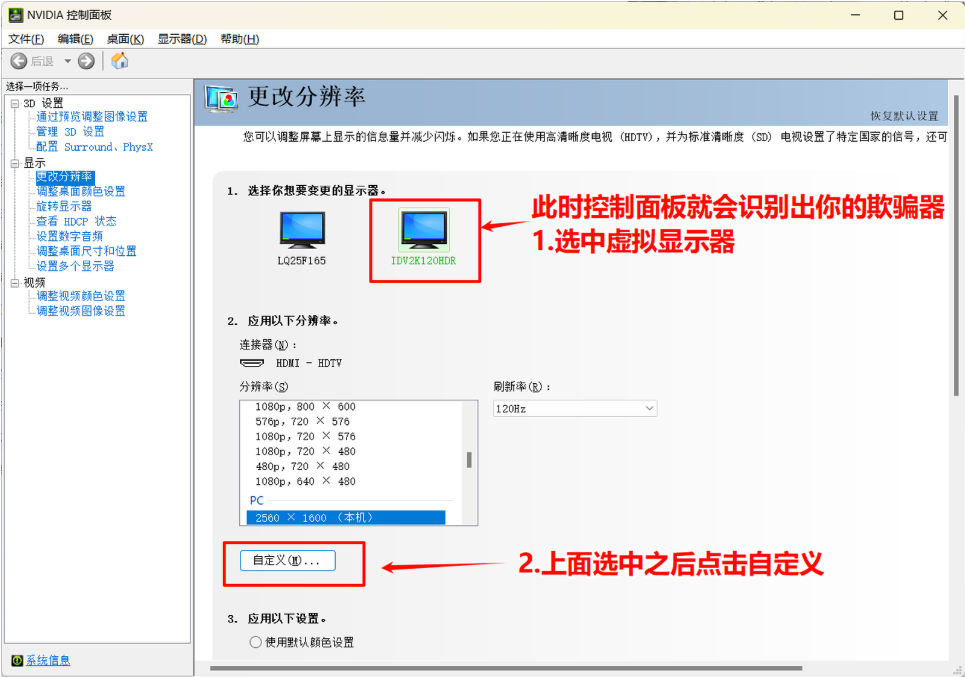 NVIDIA 控制面板
文件(F) 编辑(E) 桌面(K) 显示器(D) 帮助(H)
后退
选择一项任务...
3D 设置
通过预览调整图像设置
管理 3D 设置
配置 Surround、PhysX
显示
更改分辨率
调整桌面颜色设置
旋转显示器
查看 HDCP 状态
设置数字音频
调整桌面尺寸和位置
设置多个显示器
视频
调整视频颜色设置
调整视频图像设置
系统信息
更改分辨率
恢复默认设置
您可以调整屏幕上显示的信息量并减少闪烁。如果您正在使用高清晰度电视 (HDTV)，并为标准清晰度 (SD) 电视设置了特定国家的信号，还可
1. 选择你想要变更的显示器。
LQ25F165
IDV2K120HDR
此时控制面板就会识别出你的欺骗器
1.选中虚拟显示器
2. 应用以下分辨率。
连接器(N)：
HDMI - HDTV
分辨率(S)
刷新率(R)：
1080p, 800 × 600
576p, 720 × 576
1080p, 720 × 576
1080p, 720 × 480
480p, 720 × 480
1080p, 640 × 480
PC
2560 × 1600 （本机）
120Hz
自定义(M)...
2.上面选中之后点击自定义
3. 应用以下设置。
使用默认颜色设置